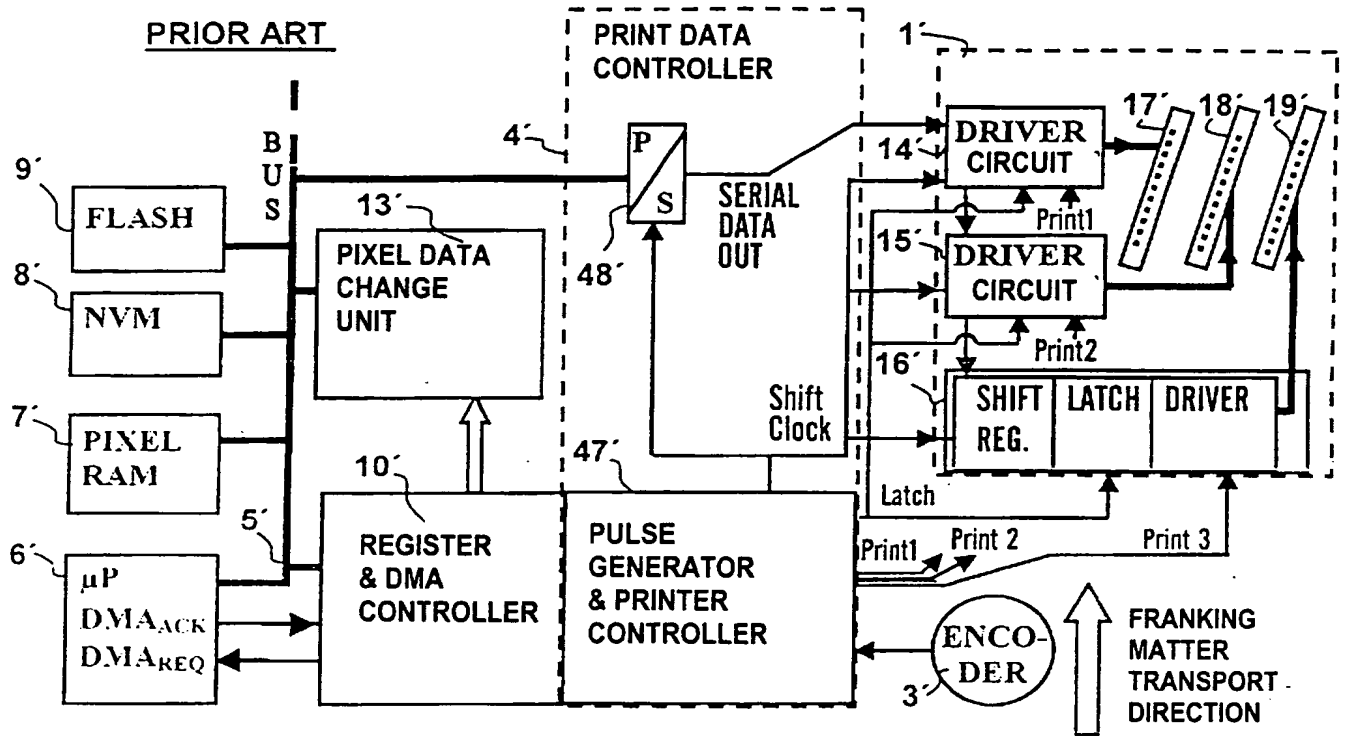 PRIOR ART
BUS
9´
FLASH
8´
NVM
7´
PIXEL
RAM
5´
6´
µP
DMAACK
DMAREQ
13´
PIXEL DATA
CHANGE
UNIT
10´
REGISTER
& DMA
CONTROLLER
PRINT DATA
CONTROLLER
4´
P
S
48´
SERIAL
DATA
OUT
Shift
Clock
47´
PULSE
GENERATOR
& PRINTER
CONTROLLER
1´
14´
DRIVER
CIRCUIT
Print1
17´
18´
19´
15´
DRIVER
CIRCUIT
Print2
16´
SHIFT
REG.
LATCH
DRIVER
Latch
Print1
Print 2
Print 3
ENCO-
DER
3´
FRANKING
MATTER
TRANSPORT
DIRECTION